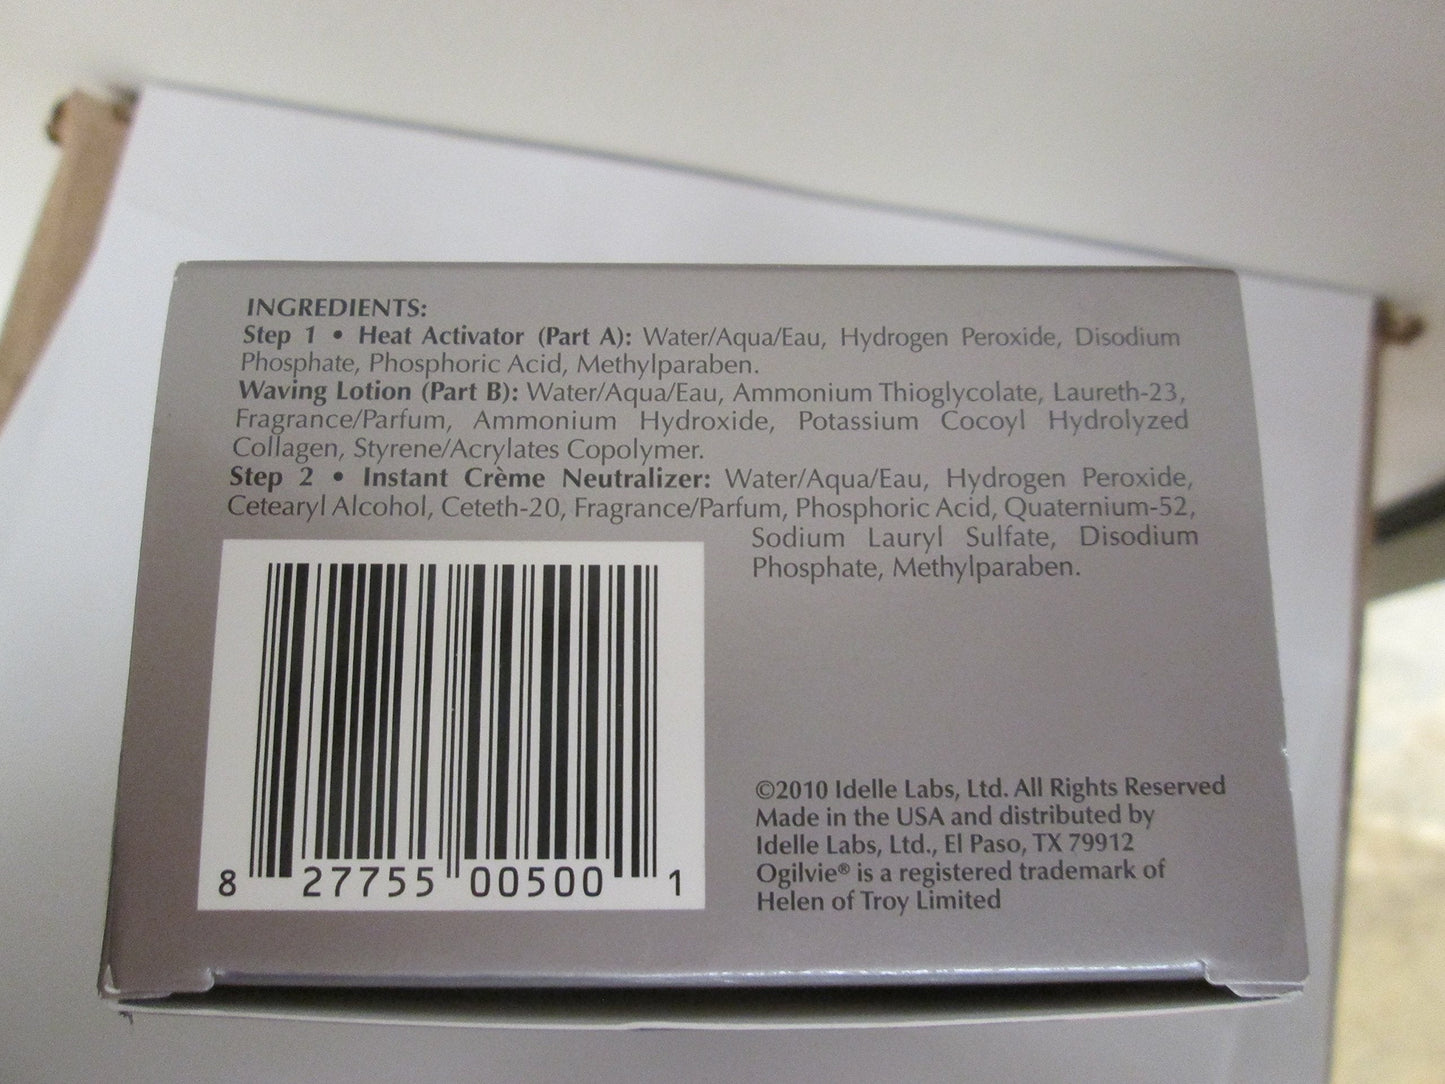 INGREDIENTS:
Step 1 • Heat Activator (Part A): Water/Aqua/Eau, Hydrogen Peroxide, Disodium
Phosphate, Phosphoric Acid, Methylparaben.
Waving Lotion (Part B): Water/Aqua/Eau, Ammonium Thioglycolate, Laureth-23,
Fragrance/Parfum, Ammonium Hydroxide, Potassium Cocoyl Hydrolyzed
Collagen, Styrene/Acrylates Copolymer.
Step 2 • Instant Crème Neutralizer: Water/Aqua/Eau, Hydrogen Peroxide,
Cetearyl Alcohol, Ceteth-20, Fragrance/Parfum, Phosphoric Acid, Quaternium-52,
Sodium Lauryl Sulfate, Disodium
Phosphate, Methylparaben.
8 27755 00500 1
©2010 Idelle Labs, Ltd. All Rights Reserved
Made in the USA and distributed by
Idelle Labs, Ltd., El Paso, TX 79912
Ogilvie® is a registered trademark of
Helen of Troy Limited